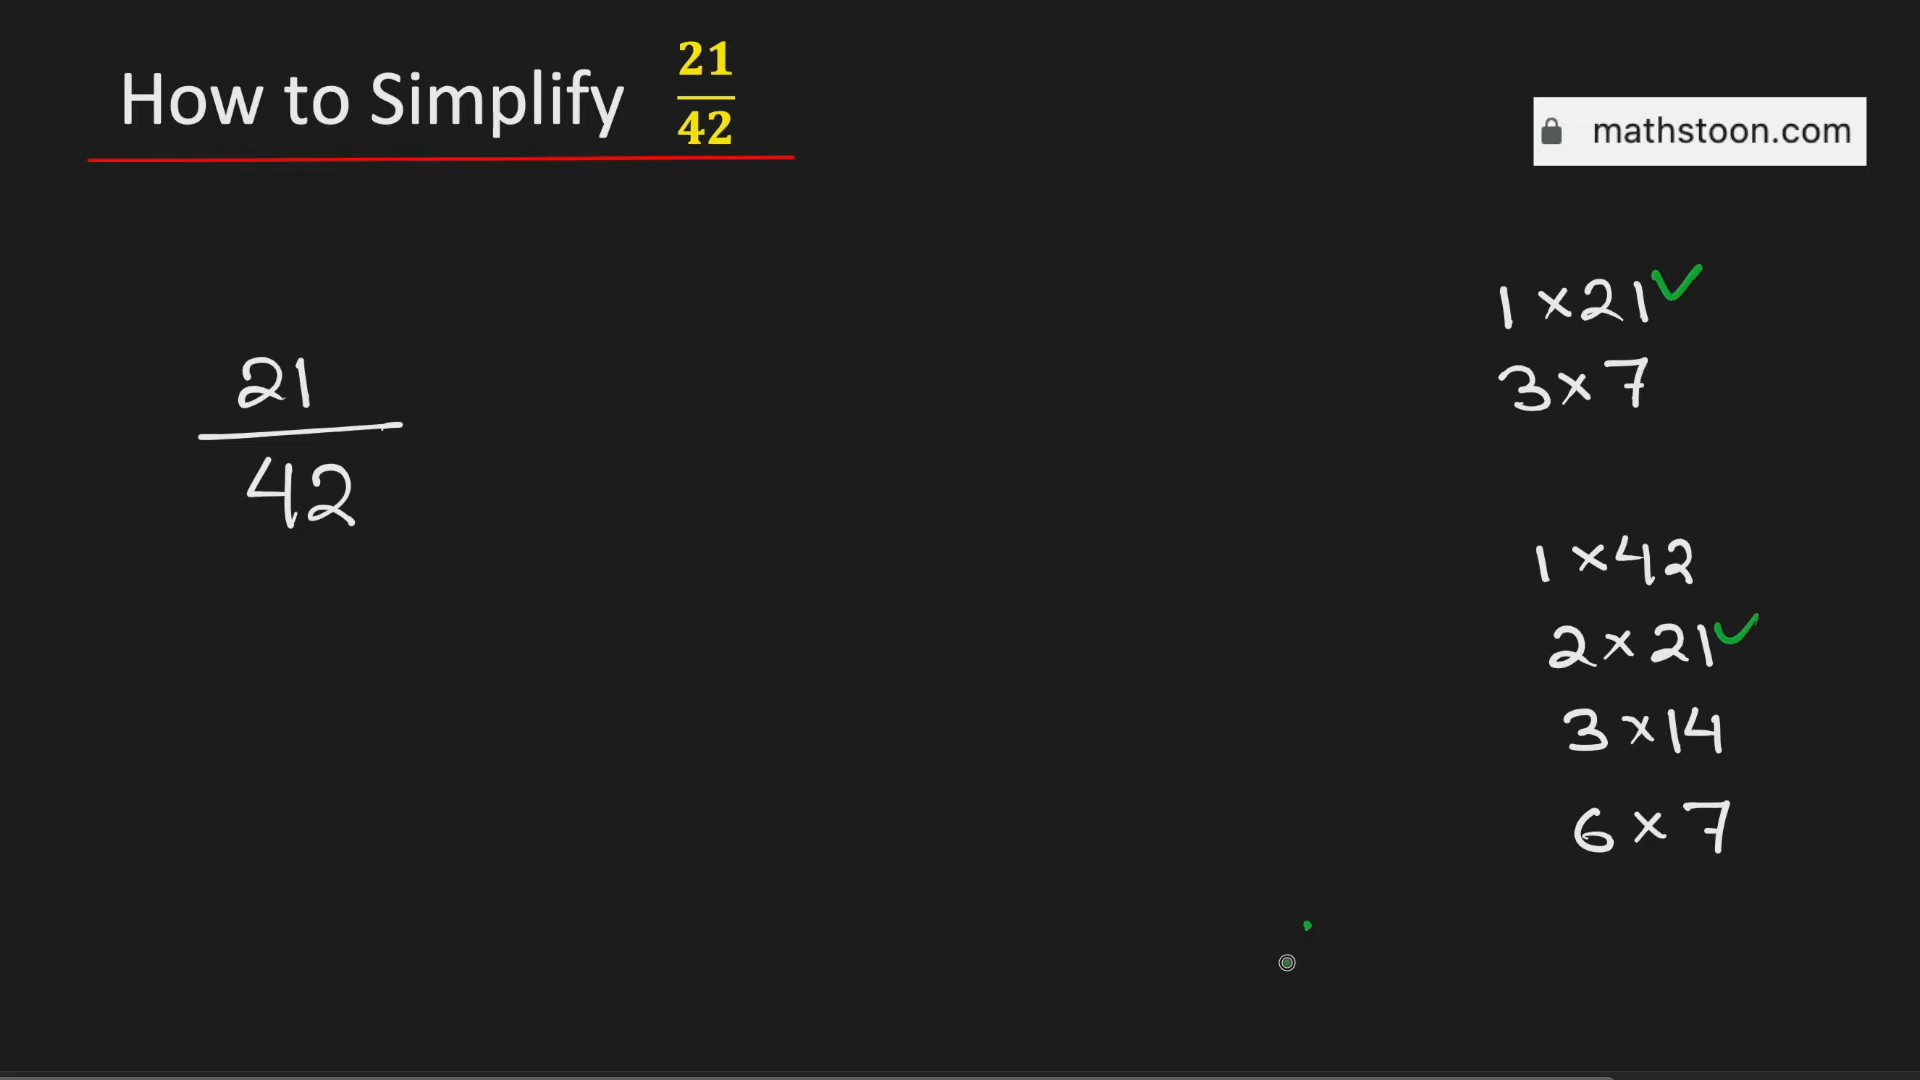 How to Simplify 21/42
mathstoon.com
21
42
1 × 21
3 × 7
1 × 42
2 × 21
3 × 14
6 × 7